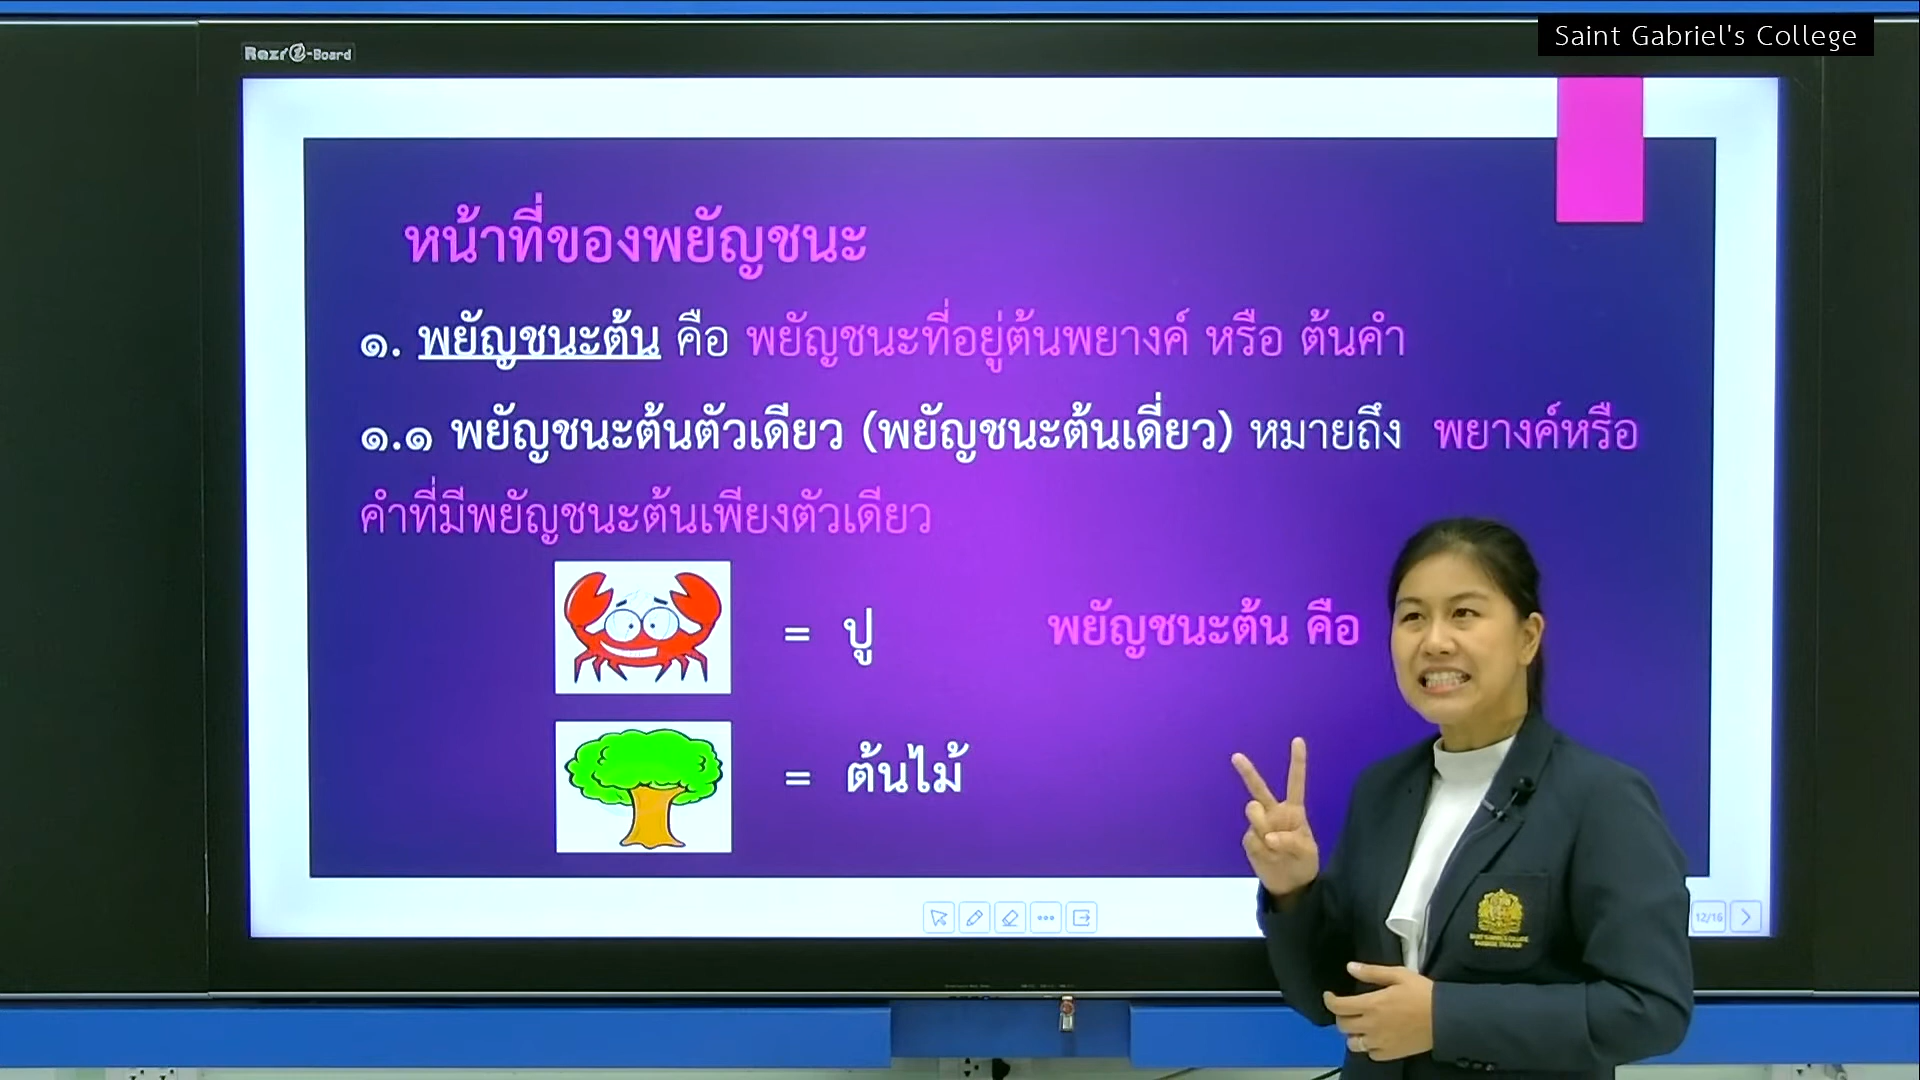 Saint Gabriel's College
Razr-Board
หน้าที่ของพยัญชนะ
๑. พยัญชนะต้น คือ พยัญชนะที่อยู่ต้นพยางค์ หรือ ต้นคำ
๑.๑ พยัญชนะต้นตัวเดียว (พยัญชนะต้นเดี่ยว) หมายถึง พยางค์หรือ
คำที่มีพยัญชนะต้นเพียงตัวเดียว
= ปู พยัญชนะต้น คือ
= ต้นไม้
12/16
SAINT GABRIEL'S COLLEGE
BANGKOK THAILAND